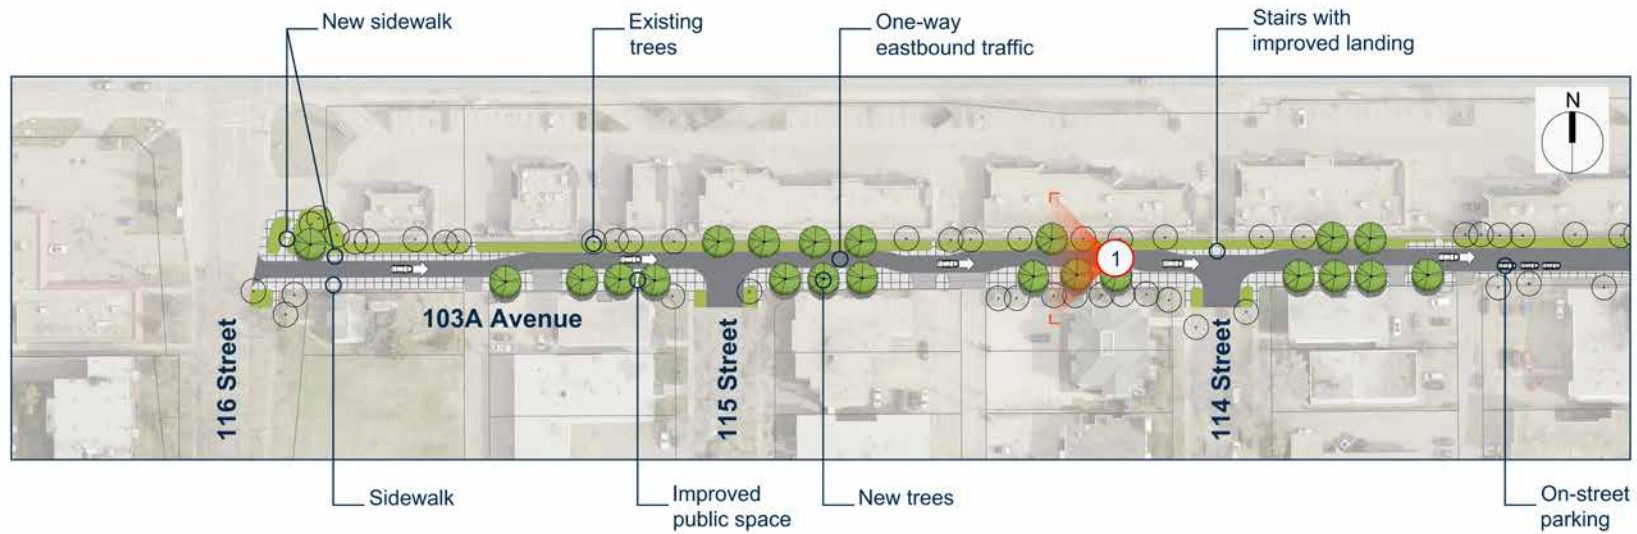 New sidewalk
Existing
trees
One-way
eastbound traffic
Stairs with
improved landing
N
1
103A Avenue
116 Street
115 Street
114 Street
Sidewalk
Improved
public space
New trees
On-street
parking